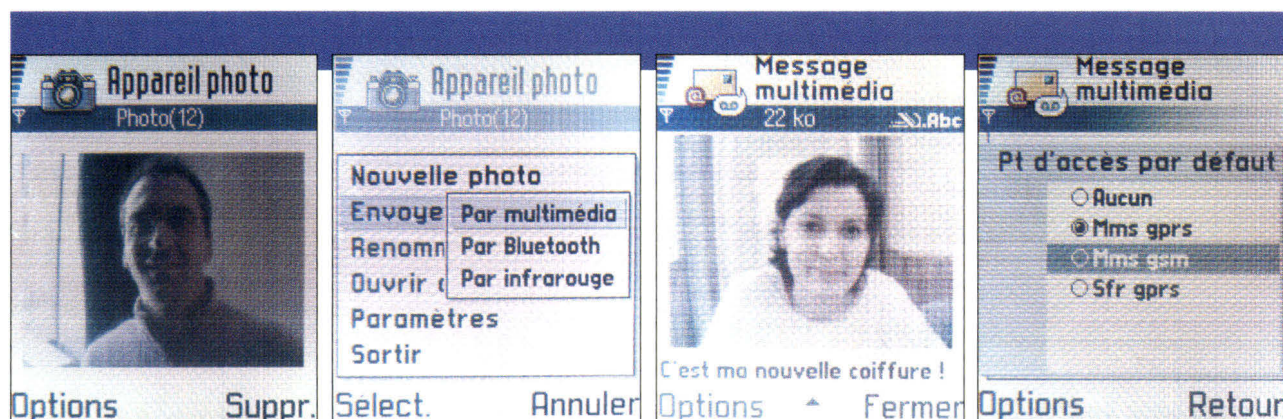 Appareil photo
Photo(12)
Options Suppr.
Appareil photo
Photo(12)
Nouvelle photo
Envoye
Renomm
Ouvrir
Paramètres
Sortir
Par multimédia
Par Bluetooth
Par infrarouge
Sélect. Annuler
Message
multimédia
22 ko .Abc
C'est ma nouvelle coiffure !
Options Fermer
Message
multimédia
Pt d'accès par défaut
Aucun
Mms gprs
Mms gsm
Sfr gprs
Options Retour